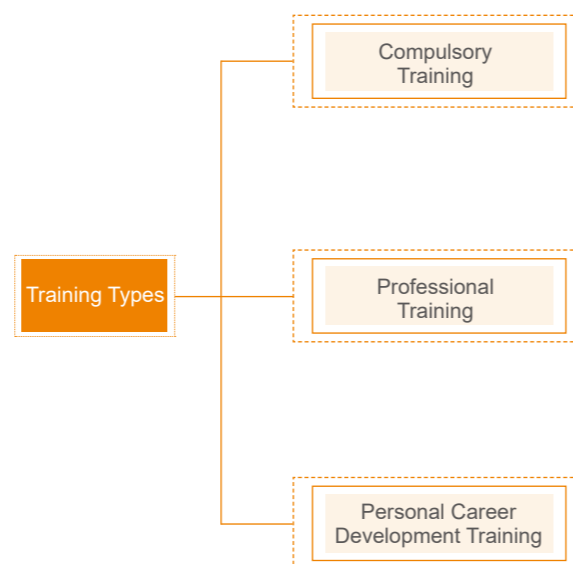 Compulsory
Training
Training Types
Professional
Training
Personal Career
Development Training